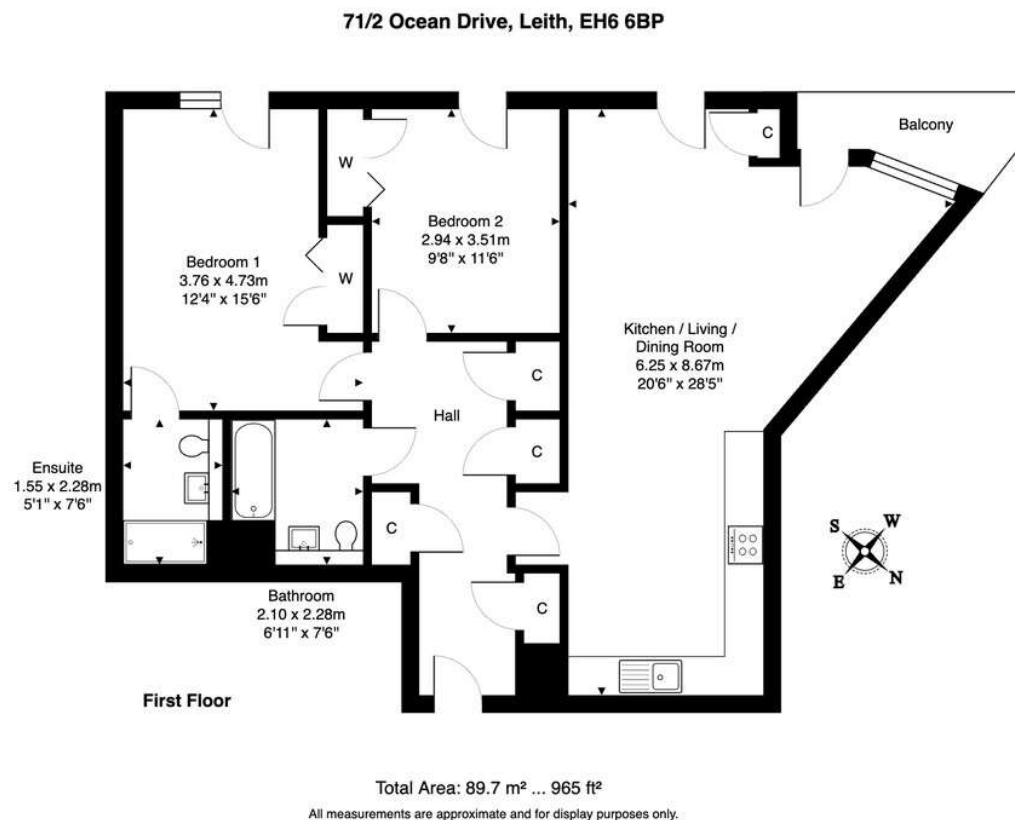 71/2 Ocean Drive, Leith, EH6 6BP
Balcony
C
W
Bedroom 2
2.94 x 3.51m
9'8" x 11'6"
Bedroom 1
3.76 x 4.73m
12'4" x 15'6"
W
Kitchen / Living /
Dining Room
6.25 x 8.67m
20'6" x 28'5"
C
Hall
C
Ensuite
1.55 x 2.28m
5'1" x 7'6"
C
S
W
E
N
Bathroom
2.10 x 2.28m
6'11" x 7'6"
C
First Floor
Total Area: 89.7 m² ... 965 ft²
All measurements are approximate and for display purposes only.